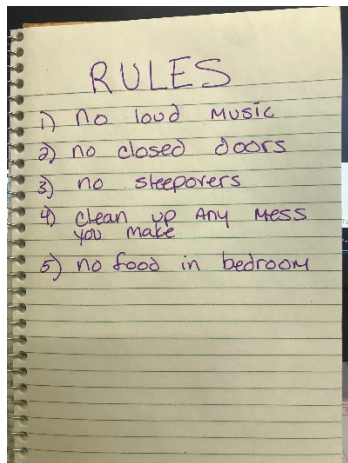 RULES
1) no loud music
2) no closed doors
3) no sleepovers
4) clean up Any mess
you make
5) no food in bedroom